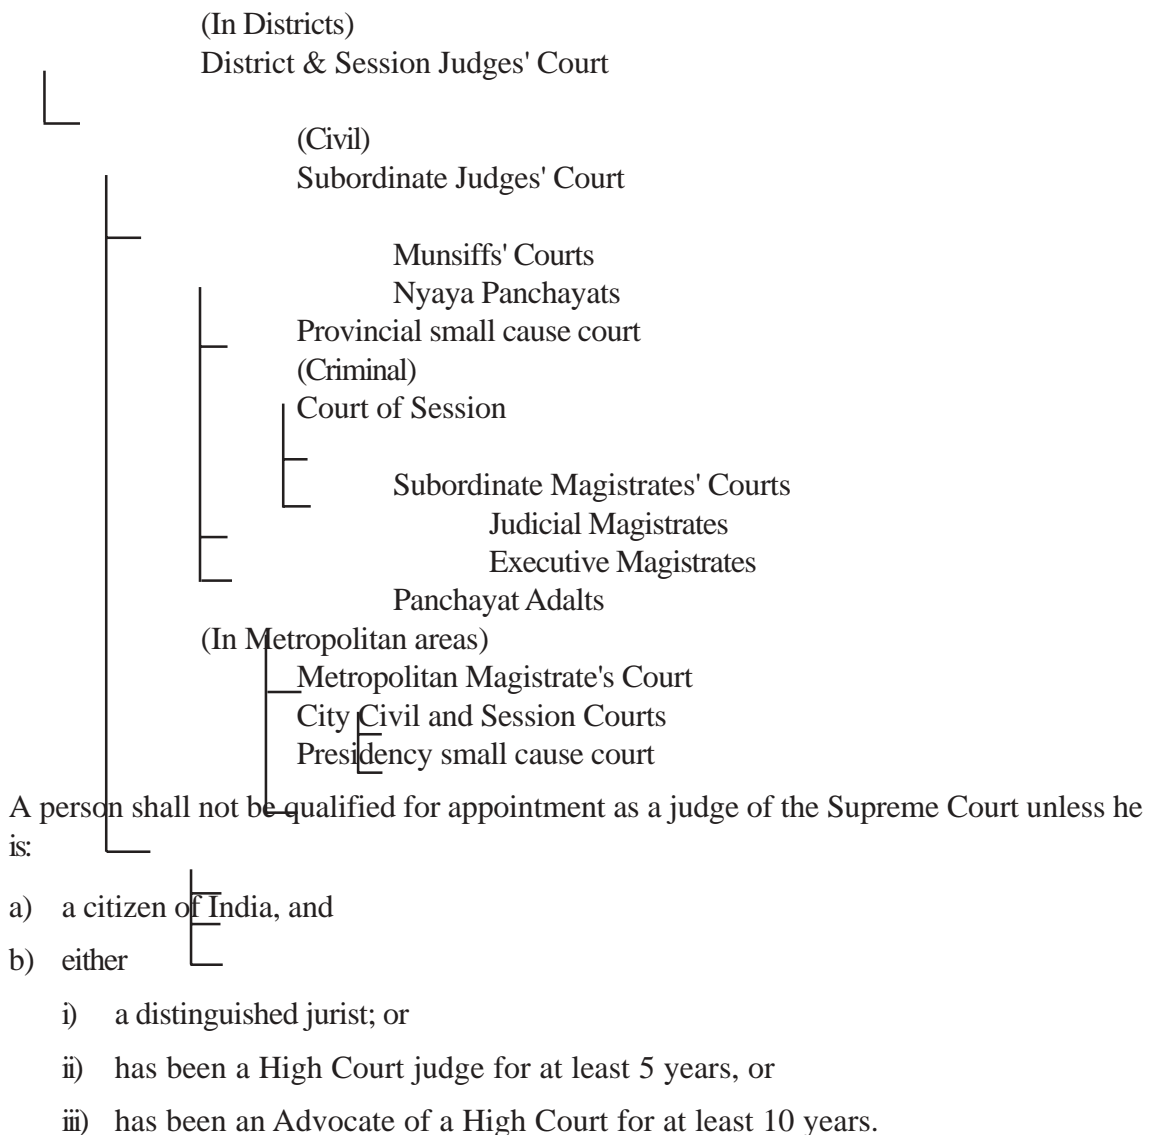 (In Districts)
District & Session Judges' Court
(Civil)
Subordinate Judges' Court
Munsiffs' Courts
Nyaya Panchayats
Provincial small cause court
(Criminal)
Court of Session
Subordinate Magistrates' Courts
Judicial Magistrates
Executive Magistrates
Panchayat Adalts
(In Metropolitan areas)
Metropolitan Magistrate's Court
City Civil and Session Courts
Presidency small cause court
A person shall not be qualified for appointment as a judge of the Supreme Court unless he
is:
a) a citizen of India, and
b) either
i) a distinguished jurist; or
ii) has been a High Court judge for at least 5 years, or
iii) has been an Advocate of a High Court for at least 10 years.